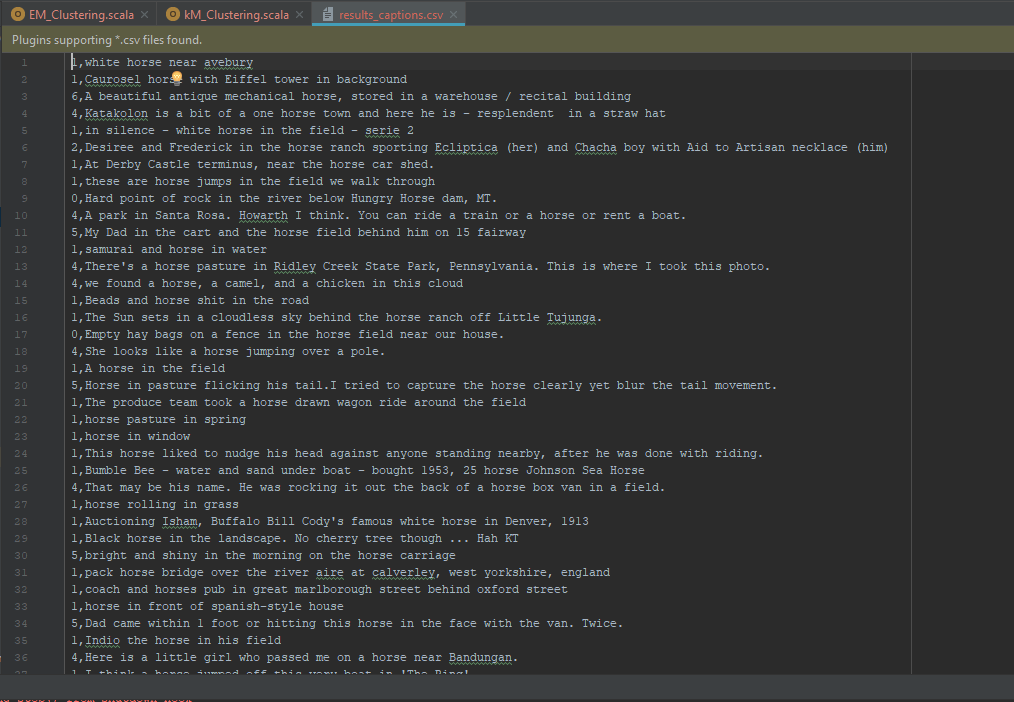 EM_Clustering.scala kM_Clustering.scala results_captions.csv
Plugins supporting *.csv files found.
1 1,white horse near avebury
2 1,Caurosel horse with Eiffel tower in background
3 6,A beautiful antique mechanical horse, stored in a warehouse / recital building
4 4,Katakolon is a bit of a one horse town and here he is - resplendent  in a straw hat
5 1,in silence - white horse in the field - serie 2
6 2,Desiree and Frederick in the horse ranch sporting Ecliptica (her) and Chacha boy with Aid to Artisan necklace (him)
7 1,At Derby Castle terminus, near the horse car shed.
8 1,these are horse jumps in the field we walk through
9 0,Hard point of rock in the river below Hungry Horse dam, MT.
10 4,A park in Santa Rosa. Howarth I think. You can ride a train or a horse or rent a boat.
11 5,My Dad in the cart and the horse field behind him on 15 fairway
12 1,samurai and horse in water
13 4,There's a horse pasture in Ridley Creek State Park, Pennsylvania. This is where I took this photo.
14 4,we found a horse, a camel, and a chicken in this cloud
15 1,Beads and horse shit in the road
16 1,The Sun sets in a cloudless sky behind the horse ranch off Little Tujunga.
17 0,Empty hay bags on a fence in the horse field near our house.
18 4,She looks like a horse jumping over a pole.
19 1,A horse in the field
20 5,Horse in pasture flicking his tail.I tried to capture the horse clearly yet blur the tail movement.
21 1,The produce team took a horse drawn wagon ride around the field
22 1,horse pasture in spring
23 1,horse in window
24 1,This horse liked to nudge his head against anyone standing nearby, after he was done with riding.
25 1,Bumble Bee - water and sand under boat - bought 1953, 25 horse Johnson Sea Horse
26 4,That may be his name. He was rocking it out the back of a horse box van in a field.
27 1,horse rolling in grass
28 1,Auctioning Isham, Buffalo Bill Cody's famous white horse in Denver, 1913
29 1,Black horse in the landscape. No cherry tree though ... Hah KT
30 5,bright and shiny in the morning on the horse carriage
31 1,pack horse bridge over the river aire at calverley, west yorkshire, england
32 1,coach and horses pub in great marlborough street behind oxford street
33 1,horse in front of spanish-style house
34 5,Dad came within 1 foot or hitting this horse in the face with the van. Twice.
35 1,Indio the horse in his field
36 4,Here is a little girl who passed me on a horse near Bandungan.
37 1,I think a horse jumped off this very boat in 'The Ring'